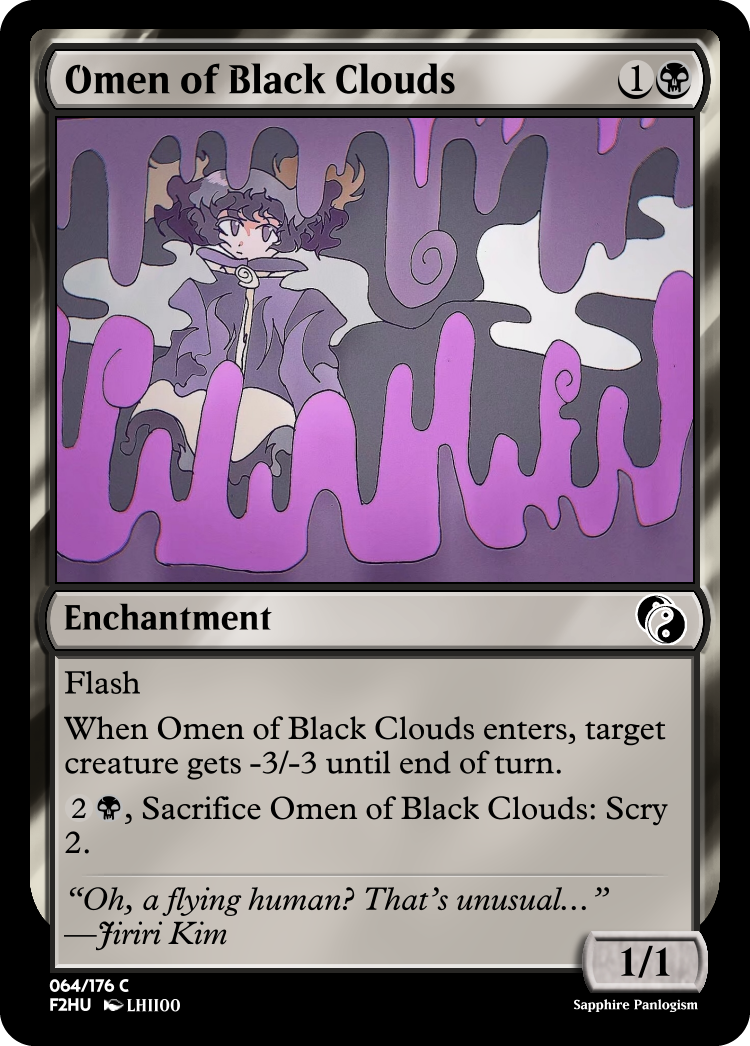 Omen of Black Clouds 1
Enchantment
Flash
When Omen of Black Clouds enters, target
creature gets -3/-3 until end of turn.
2 , Sacrifice Omen of Black Clouds: Scry
2.
“Oh, a flying human? That’s unusual…”
—Jiriri Kim
1/1
064/176 C
F2HU LHII00
Sapphire Panlogism